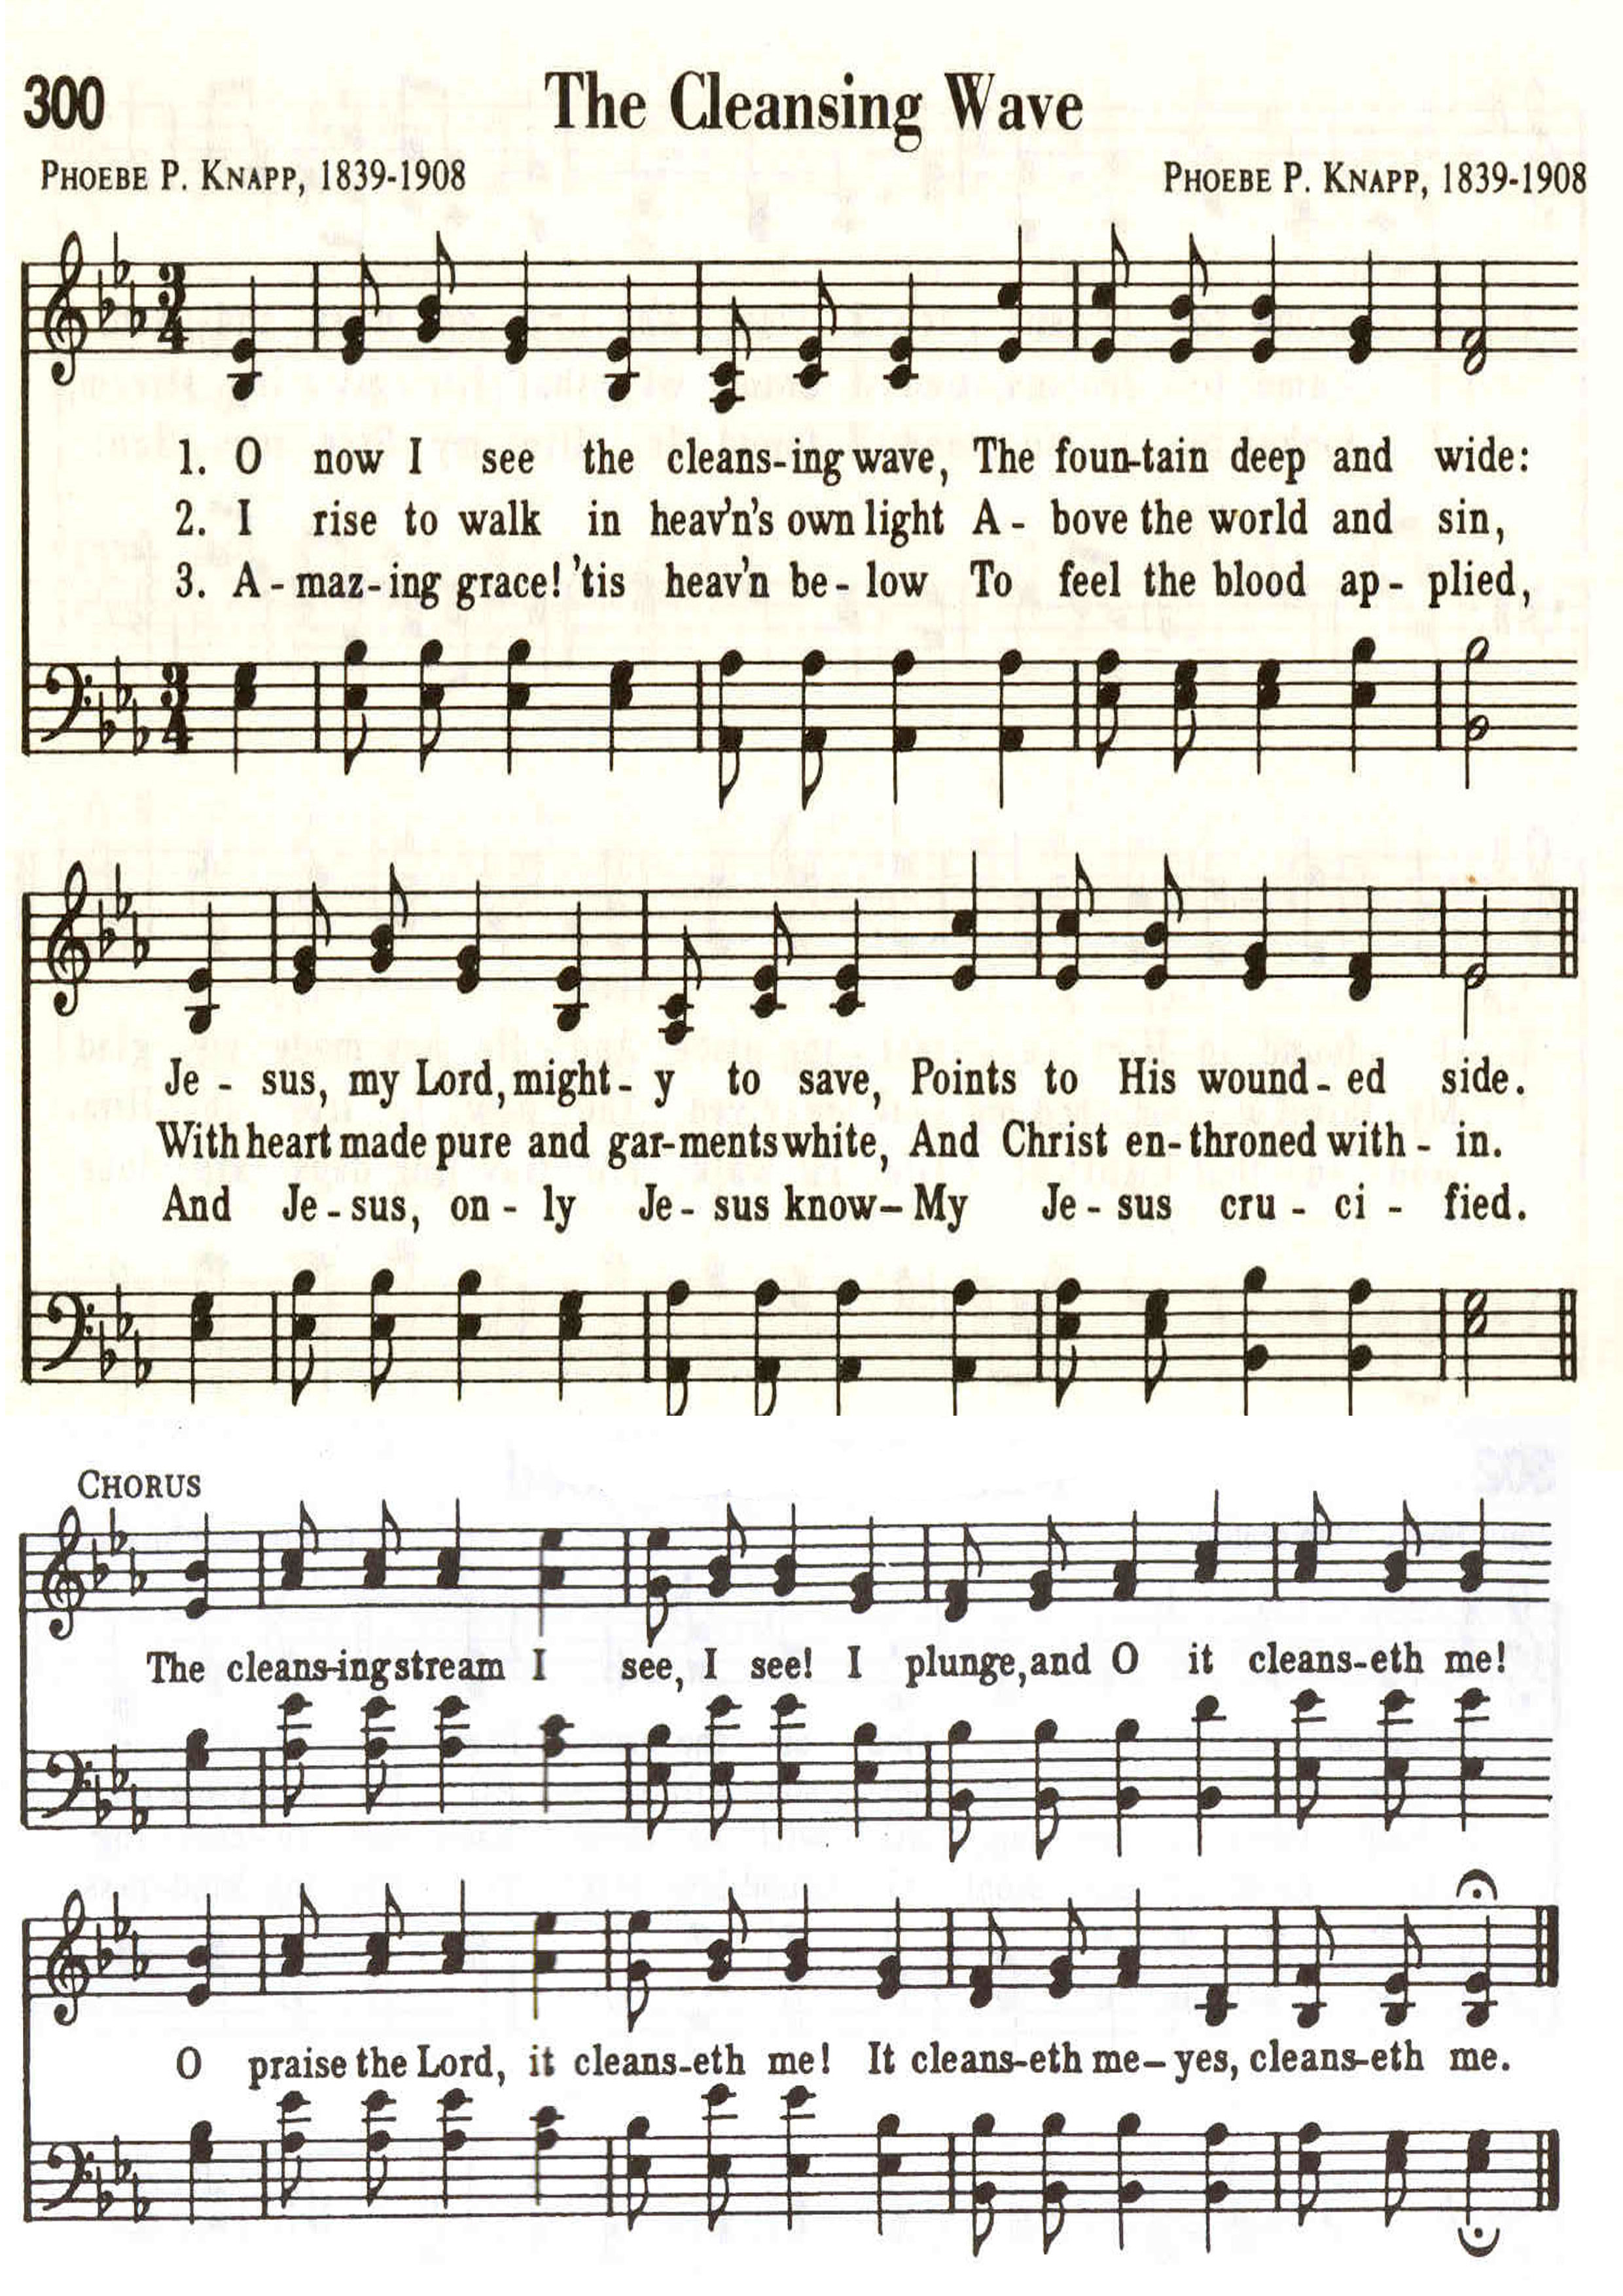 300
The Cleansing Wave
PHOEBE P. KNAPP, 1839-1908 PHOEBE P. KNAPP, 1839-1908
3/4
1. O now I see the cleans-ing wave, The foun-tain deep and wide:
2. I rise to walk in heav'n's own light A - bove the world and sin,
3. A - maz-ing grace! 'tis heav'n be - low To feel the blood ap - plied,
3/4
Je - sus, my Lord, might - y to save, Points to His wound - ed side.
With heart made pure and gar-ments white, And Christ en-throned with - in.
And Je - sus, on - ly Je - sus know—My Je - sus cru - ci - fied.
CHORUS
The cleans-ing stream I see, I see! I plunge, and O it cleans-eth me!
O praise the Lord, it cleans-eth me! It cleans-eth me—yes, cleans-eth me.